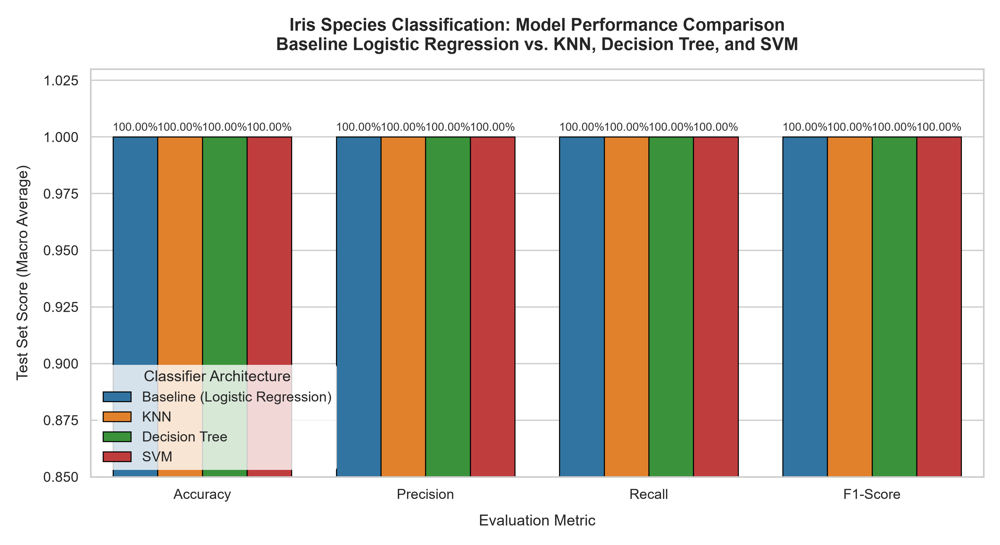 Iris Species Classification: Model Performance Comparison
Baseline Logistic Regression vs. KNN, Decision Tree, and SVM
Test Set Score (Macro Average)
1.025
1.000
0.975
0.950
0.925
0.900
0.875
0.850
100.00%100.00%100.00%100.00%
100.00%100.00%100.00%100.00%
100.00%100.00%100.00%100.00%
100.00%100.00%100.00%100.00%
Classifier Architecture
Baseline (Logistic Regression)
KNN
Decision Tree
SVM
Accuracy
Precision
Recall
F1-Score
Evaluation Metric